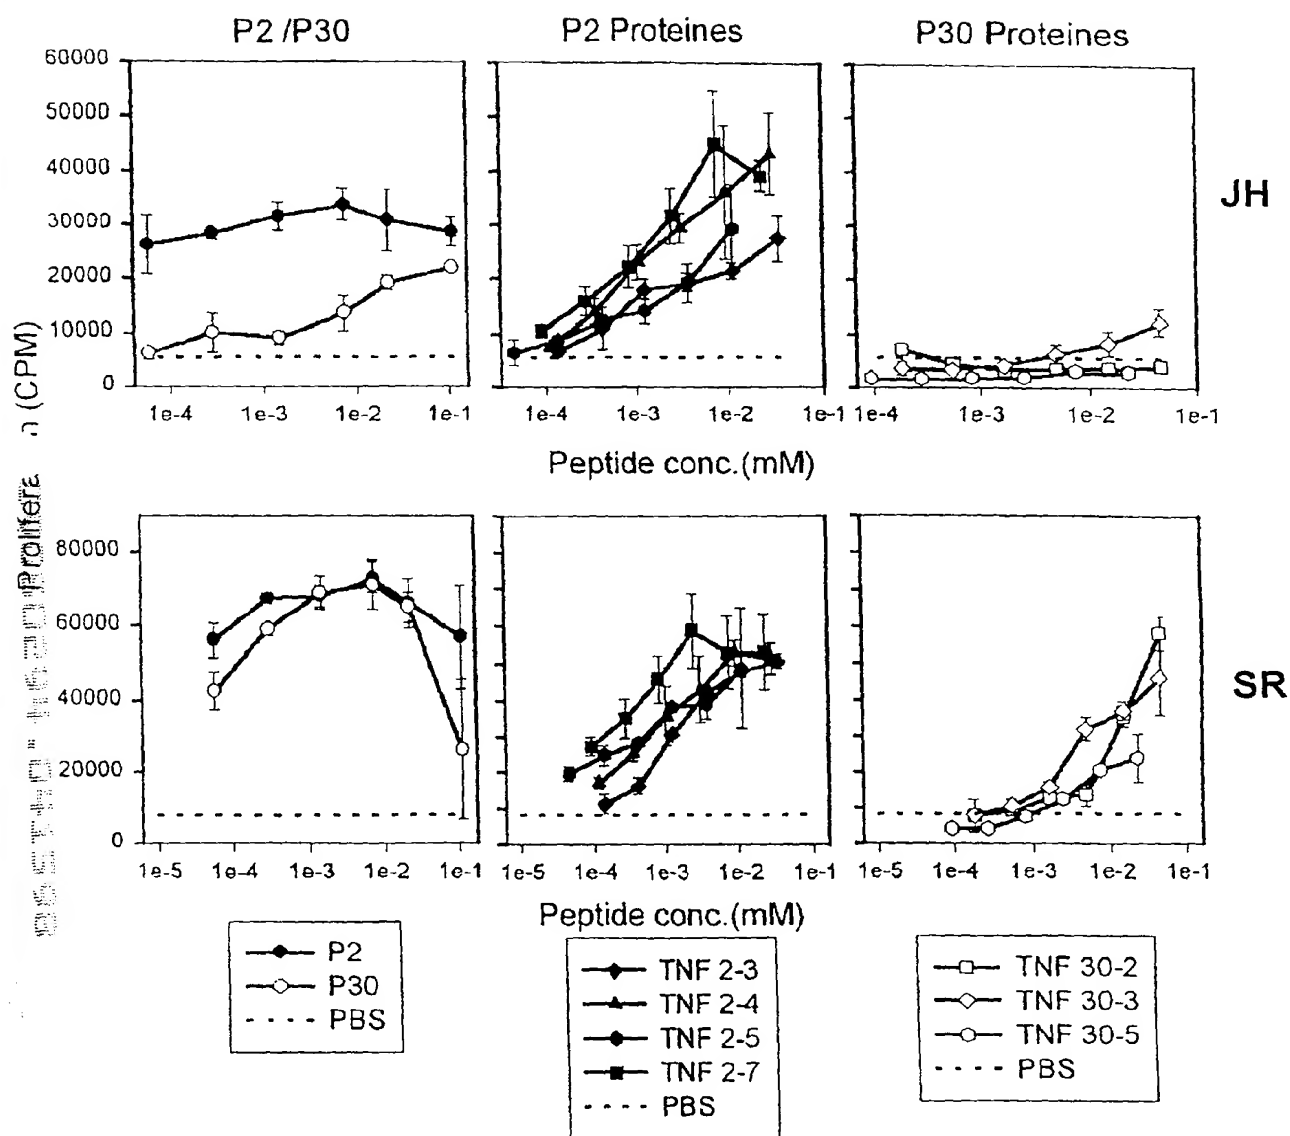 P2 /P30 P2 Proteines P30 Proteines
60000
50000
40000
30000
20000
10000
0
1e-4 1e-3 1e-2 1e-1
1e-4 1e-3 1e-2 1e-1
1e-4 1e-3 1e-2 1e-1
JH
Peptide conc.(mM)
Prolifera n (CPM)
80000
60000
40000
20000
0
1e-5 1e-4 1e-3 1e-2 1e-1
1e-5 1e-4 1e-3 1e-2 1e-1
1e-5 1e-4 1e-3 1e-2 1e-1
SR
Peptide conc.(mM)
P2
P30
PBS
TNF 2-3
TNF 2-4
TNF 2-5
TNF 2-7
PBS
TNF 30-2
TNF 30-3
TNF 30-5
PBS